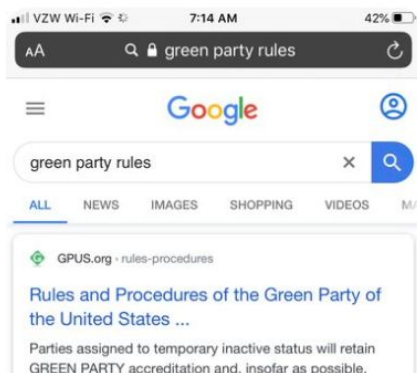 VZW Wi-Fi 7:14 AM 42%
AA green party rules
Google
green party rules
ALL NEWS IMAGES SHOPPING VIDEOS
GPUS.org › rules-procedures
Rules and Procedures of the Green Party of
the United States ...
Parties assigned to temporary inactive status will retain
GREEN PARTY accreditation and, insofar as possible,